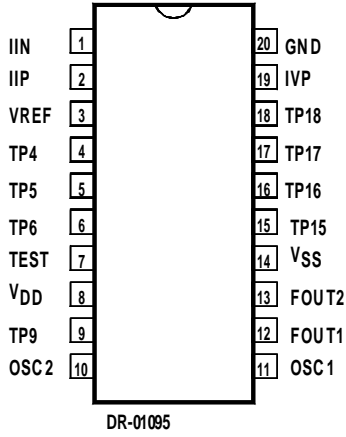 IIN 1 20 GND
IIP 2 19 IVP
VREF 3 18 TP18
TP4 4 17 TP17
TP5 5 16 TP16
TP6 6 15 TP15
TEST 7 14 VSS
VDD 8 13 FOUT2
TP9 9 12 FOUT1
OSC2 10 11 OSC1
DR-01095